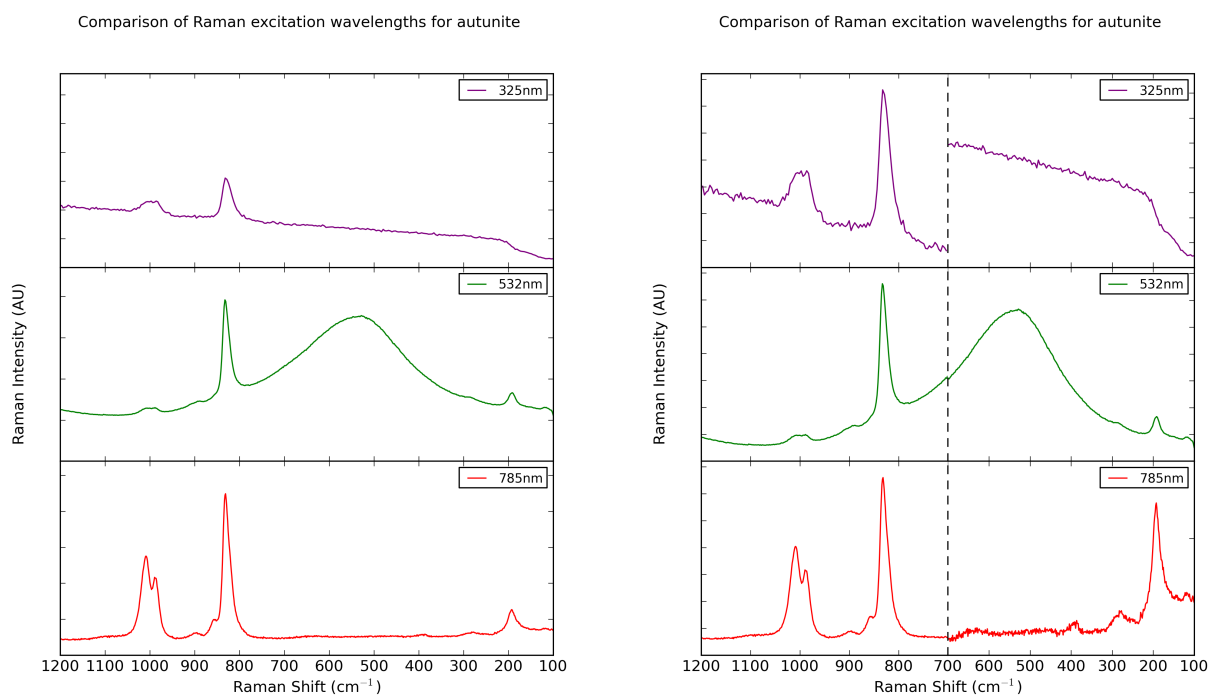 Comparison of Raman excitation wavelengths for autunite
325nm
532nm
785nm
Raman Intensity (AU)
1200 1100 1000 900 800 700 600 500 400 300 200 100
Raman Shift (cm⁻¹)
Comparison of Raman excitation wavelengths for autunite
325nm
532nm
785nm
Raman Intensity (AU)
1200 1100 1000 900 800 700 600 500 400 300 200 100
Raman Shift (cm⁻¹)